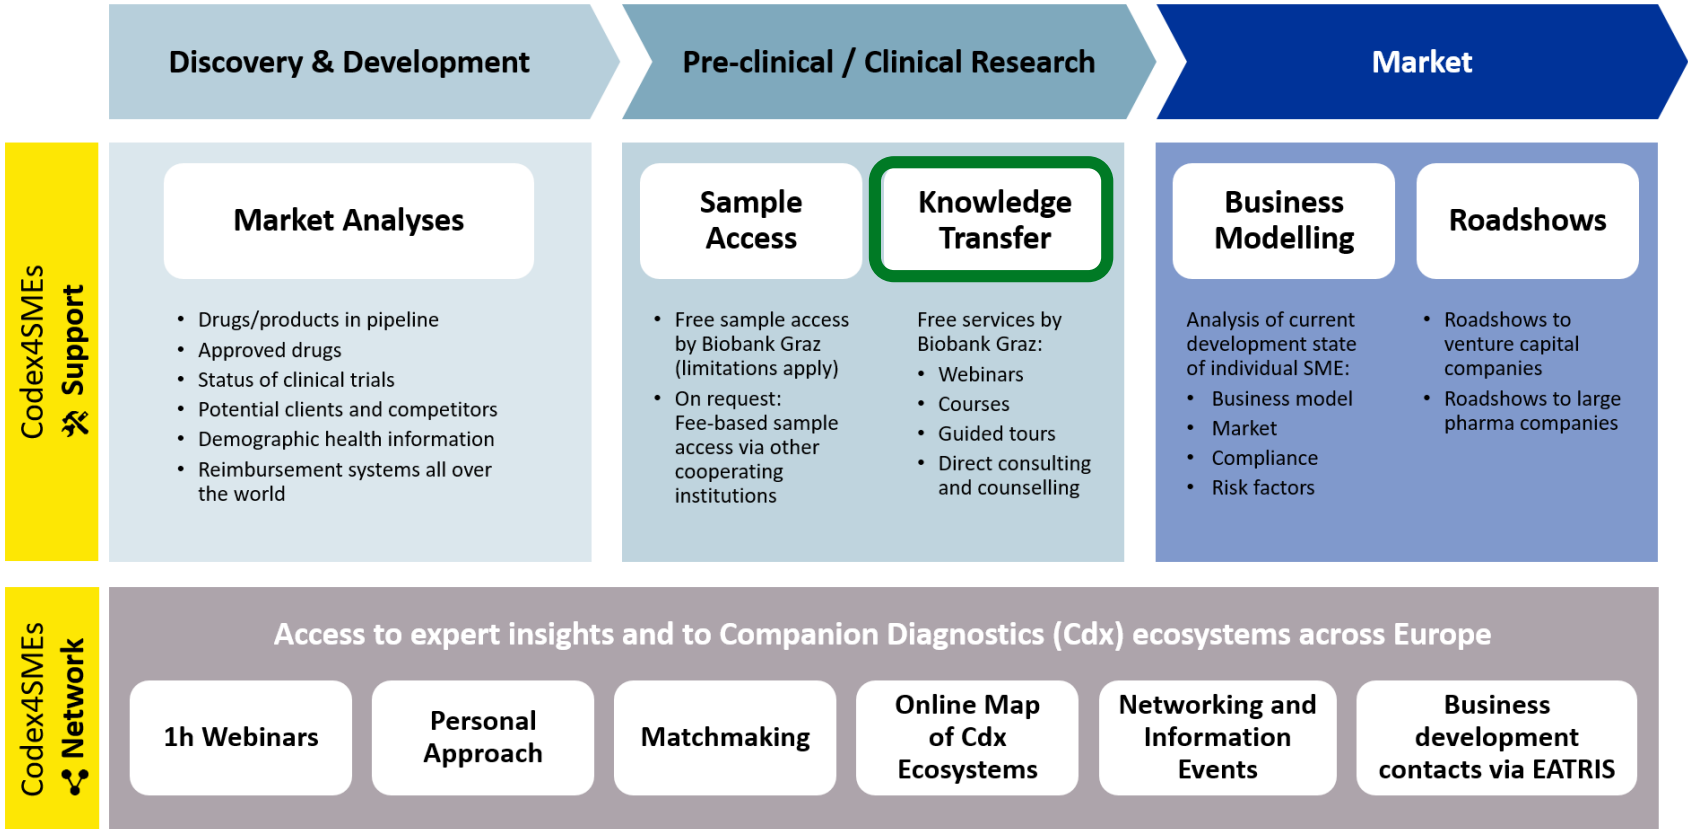 Discovery & Development
Pre-clinical / Clinical Research
Market
Codex4SMEs
Support
Market Analyses
• Drugs/products in pipeline
• Approved drugs
• Status of clinical trials
• Potential clients and competitors
• Demographic health information
• Reimbursement systems all over
the world
Sample
Access
• Free sample access
by Biobank Graz
(limitations apply)
• On request:
Fee-based sample
access via other
cooperating
institutions
Knowledge
Transfer
Free services by
Biobank Graz:
• Webinars
• Courses
• Guided tours
• Direct consulting
and counselling
Business
Modelling
Analysis of current
development state
of individual SME:
• Business model
• Market
• Compliance
• Risk factors
Roadshows
• Roadshows to
venture capital
companies
• Roadshows to large
pharma companies
Codex4SMEs
Network
Access to expert insights and to Companion Diagnostics (Cdx) ecosystems across Europe
1h Webinars
Personal
Approach
Matchmaking
Online Map
of Cdx
Ecosystems
Networking and
Information
Events
Business
development
contacts via EATRIS